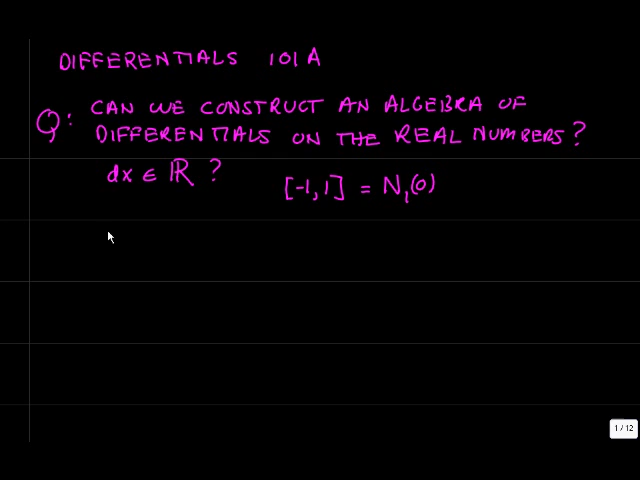 DIFFERENTIALS 101A
Q: CAN WE CONSTRUCT AN ALGEBRA OF
DIFFERENTIALS ON THE REAL NUMBERS?
dx ∈ ℝ ?
[-1, 1] = N₁(0)
1 / 12